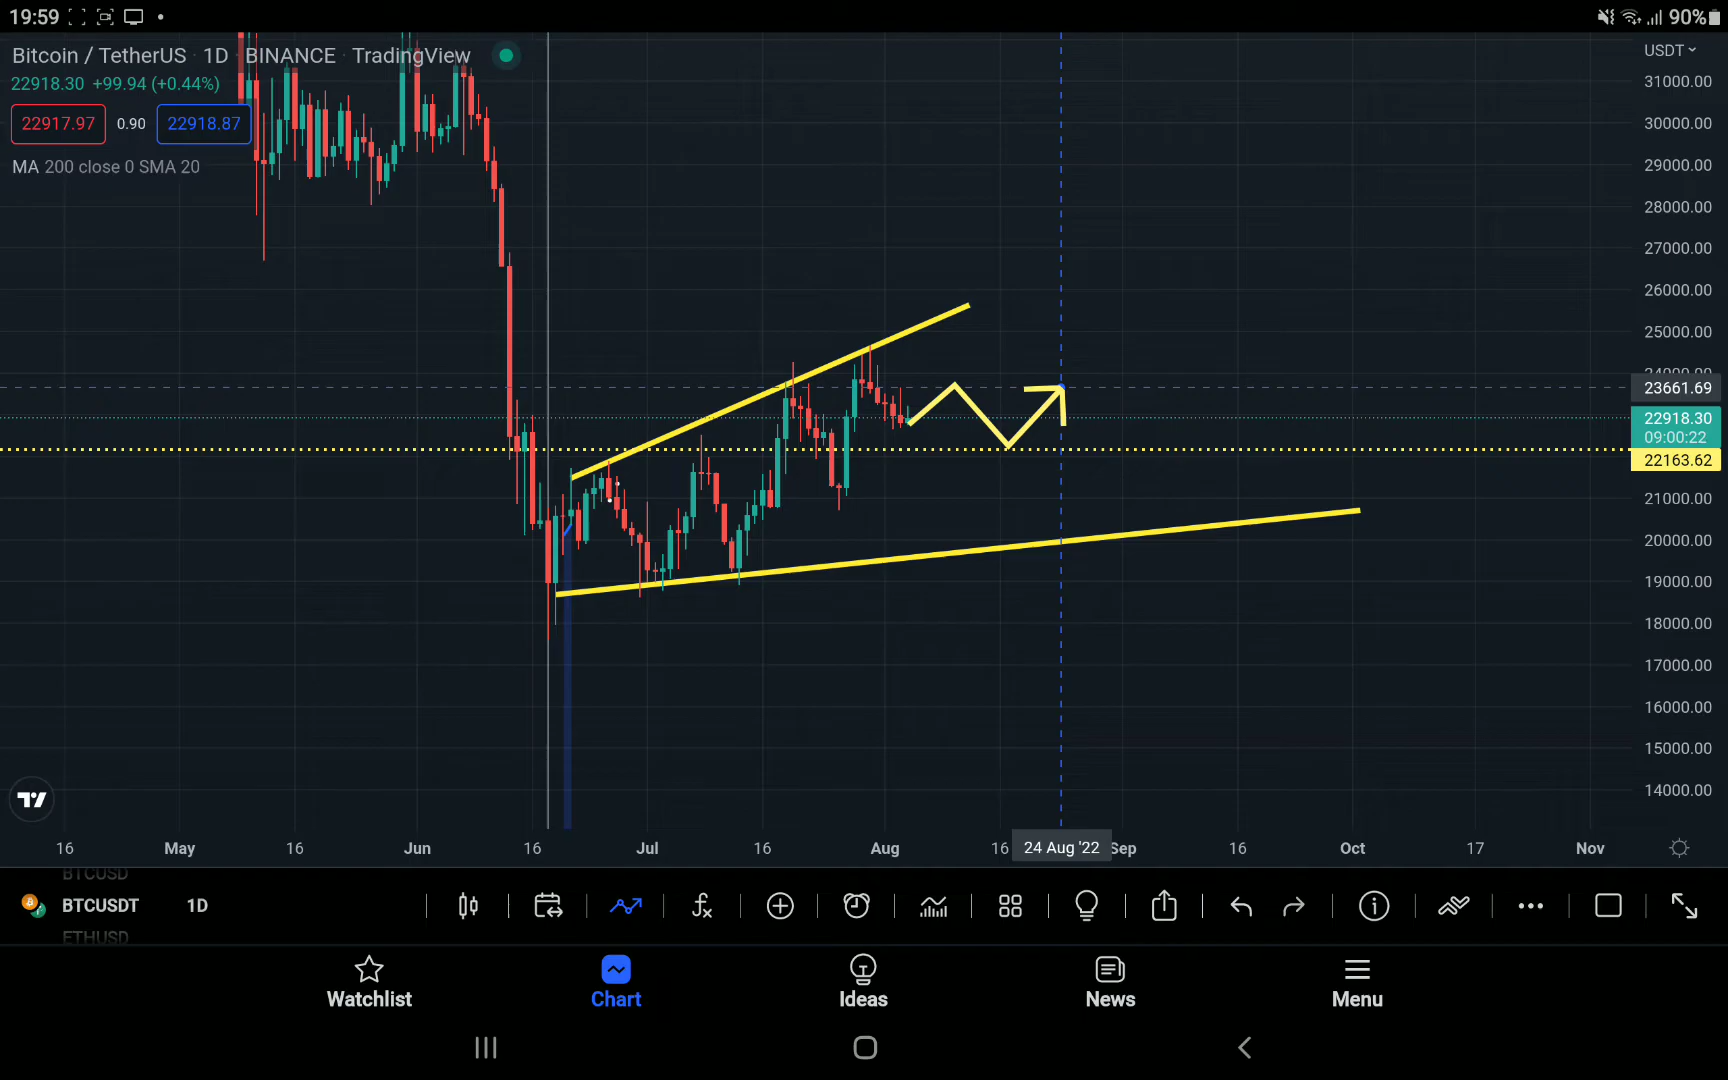 19:59 90%
Bitcoin / TetherUS · 1D · BINANCE · TradingView
USDT
22918.30 +99.94 (+0.44%)
22917.97 0.90 22918.87
MA 200 close 0 SMA 20
31000.00
30000.00
29000.00
28000.00
27000.00
26000.00
25000.00
24000.00
23661.69
22918.30
09:00:22
22163.62
21000.00
20000.00
19000.00
18000.00
17000.00
16000.00
15000.00
14000.00
16 May 16 Jun 16 Jul 16 Aug 16 24 Aug '22 Sep 16 Oct 17 Nov
BTCUSD
BTCUSDT 1D
ETHUSD
Watchlist Chart Ideas News Menu